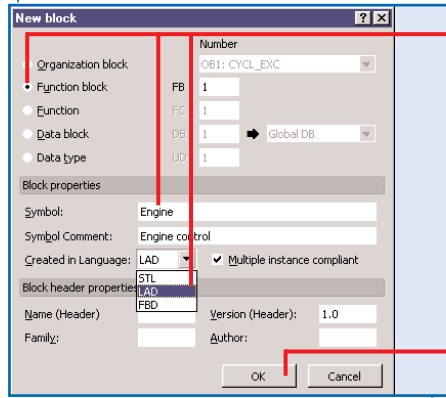 New block
Number
Organization block OB1: CYCL_EXC
Function block FB 1
Function FC 1
Data block DB 1 Global DB
Data type UDT 1
Block properties
Symbol: Engine
Symbol Comment: Engine control
Created in Language: LAD Multiple instance compliant
STL
LAD
FBD
Block header properties
Name (Header) Version (Header): 1.0
Family: Author:
OK Cancel